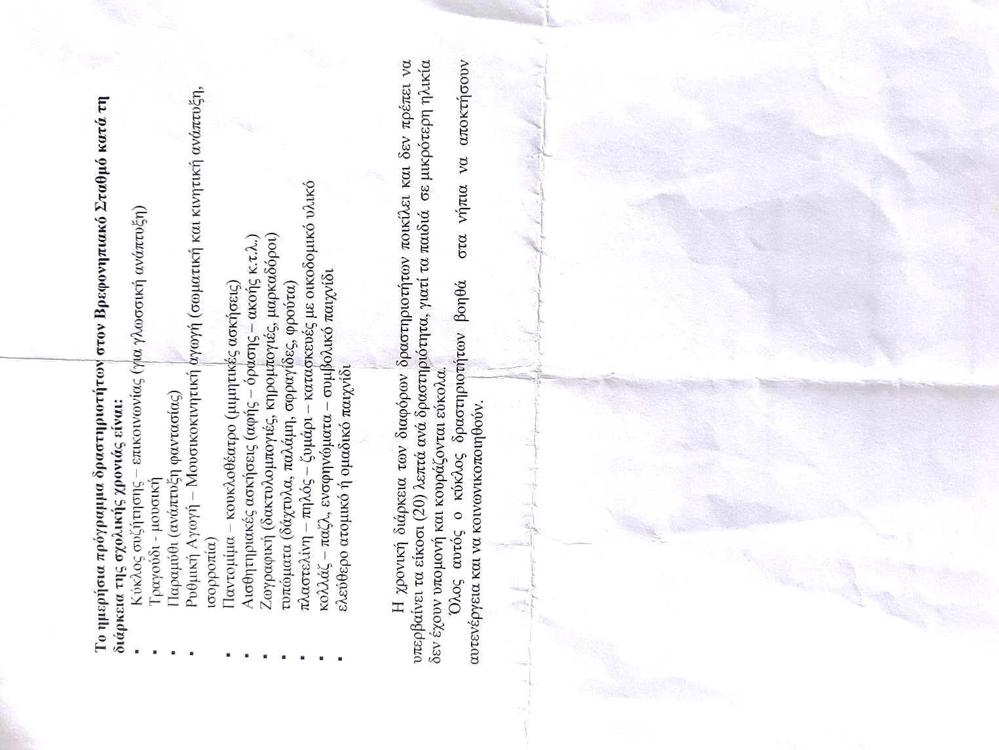 Το ημερήσια πρόγραμμα δραστηριοτήτων στον Βρεφονηπιακό Σταθμό κατά τη
διάρκεια της σχολικής χρονιάς είναι:
▪ Κύκλος συζήτησης – επικοινωνίας (για γλωσσική ανάπτυξη)
▪ Τραγούδι - μουσική
▪ Παραμυθι (ανάπτυξη φαντασίας)
▪ Ρυθμική Αγωγή – Μουσικοκινητική αγωγή (σωματική και κινητική ανάπτυξη,
ισορροπία)
▪ Παντομίμα – κουκλοθέατρο (μιμητικές ασκήσεις)
▪ Αισθητηριακές ασκήσεις (αφής – όρασης – ακοής κ.τ.λ.)
▪ Ζωγραφική (δακτυλομπογιές, κηρομπογιές, μαρκαδόροι)
▪ τυπώματα (δάχτυλα, παλάμη, σφραγίδες, φρούτα)
▪ πλαστελίνη – πηλός – ζυμάρι – κατασκευές με οικοδομικό υλικό
▪ κολλάζ – παζλ, ενσφηνώματα – συμβολικό παιχνίδι
▪ ελεύθερο ατομικό ή ομαδικό παιχνίδι
Η χρονική διάρκεια των διαφόρων δραστηριοτήτων ποικίλει και δεν πρέπει να
υπερβαίνει τα είκοσι (20) λεπτά ανά δραστηριότητα, γιατί τα παιδιά σε μικρότερη ηλικία
δεν έχουν υπομονή και κουράζονται εύκολα.
Όλος αυτός ο κύκλος δραστηριοτήτων βοηθά στα νήπια να αποκτήσουν
αυτενέργεια και να κοινωνικοποιηθούν.